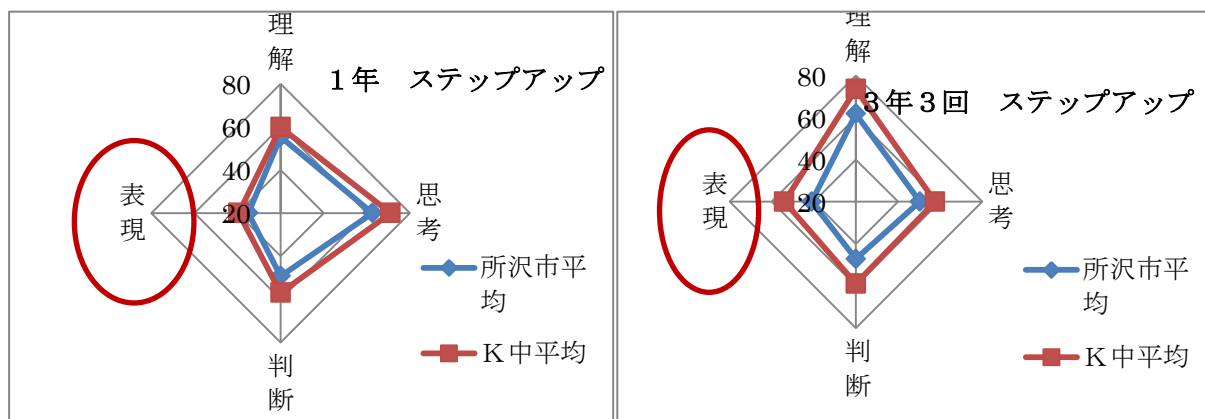 １年　ステップアップ
理
解
80
60
40
20
表
現
思
考
判
断
所沢市平
均
Ｋ中平均
３年３回　ステップアップ
理
解
80
60
40
20
表
現
思
考
判
断
所沢市平
均
Ｋ中平均